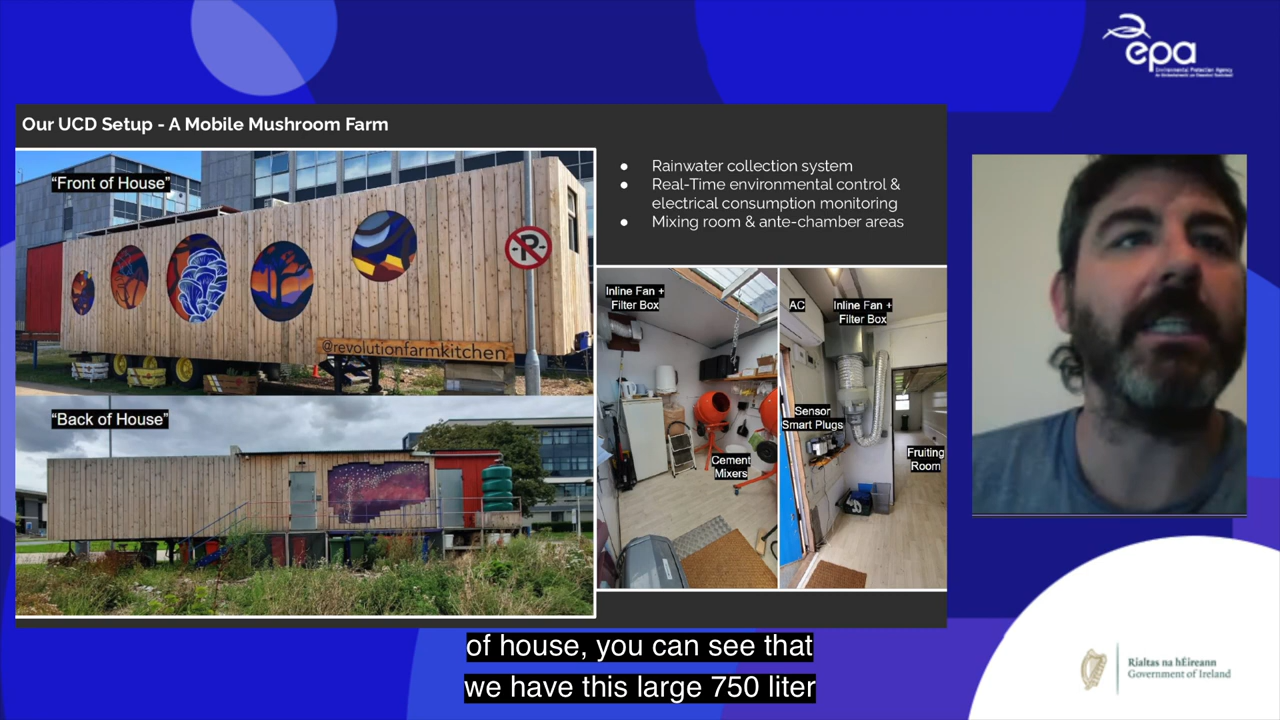 epa
Environmental Protection Agency
Our UCD Setup - A Mobile Mushroom Farm
“Front of House”
P
@revolutionfarmkitchen
“Back of House”
● Rainwater collection system
● Real-Time environmental control &
electrical consumption monitoring
● Mixing room & ante-chamber areas
Inline Fan +
Filter Box
Cement
Mixers
AC
Inline Fan +
Filter Box
Sensor
Smart Plugs
Fruiting
Room
of house, you can see that
we have this large 750 liter
Rialtas na hÉireann
Government of Ireland